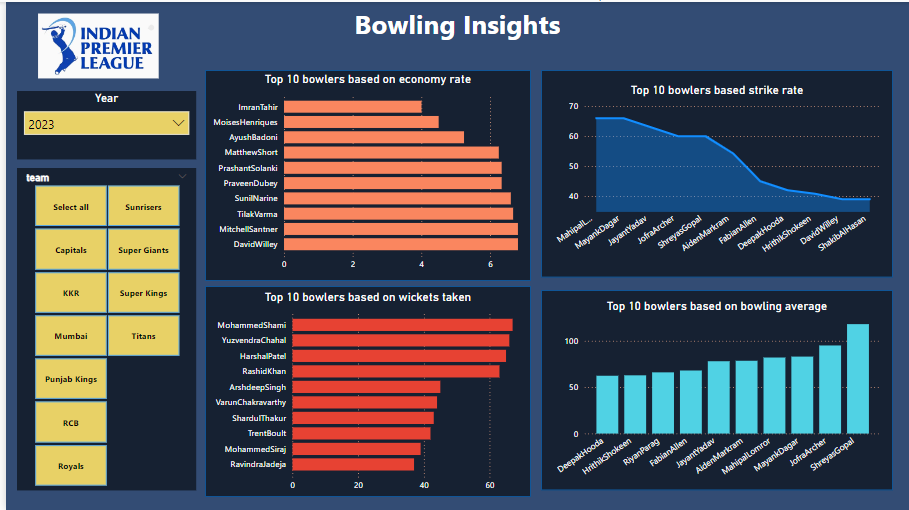 Bowling Insights
INDIAN
PREMIER
LEAGUE
Year
2023
team
Select all
Sunrisers
Capitals
Super Giants
KKR
Super Kings
Mumbai
Titans
Punjab Kings
RCB
Royals
Top 10 bowlers based on economy rate
ImranTahir
MoisesHenriques
AyushBadoni
MatthewShort
PrashantSolanki
PraveenDubey
SunilNarine
TilakVarma
MitchellSantner
DavidWilley
0 2 4 6
Top 10 bowlers based strike rate
70
60
50
40
Mahipall...
MayankDagar
JayantYadav
JofraArcher
ShreyasGopal
AidenMarkram
FabianAllen
DeepakHooda
HrithikShokeen
DavidWilley
ShakibAlHasan
Top 10 bowlers based on wickets taken
MohammedShami
YuzvendraChahal
HarshalPatel
RashidKhan
ArshdeepSingh
VarunChakravarthy
ShardulThakur
TrentBoult
MohammedSiraj
RavindraJadeja
0 20 40 60
Top 10 bowlers based on bowling average
100
50
0
DeepakHooda
HrithikShokeen
RiyanParag
FabianAllen
JayantYadav
AidenMarkram
MahipalLomror
MayankDagar
JofraArcher
ShreyasGopal